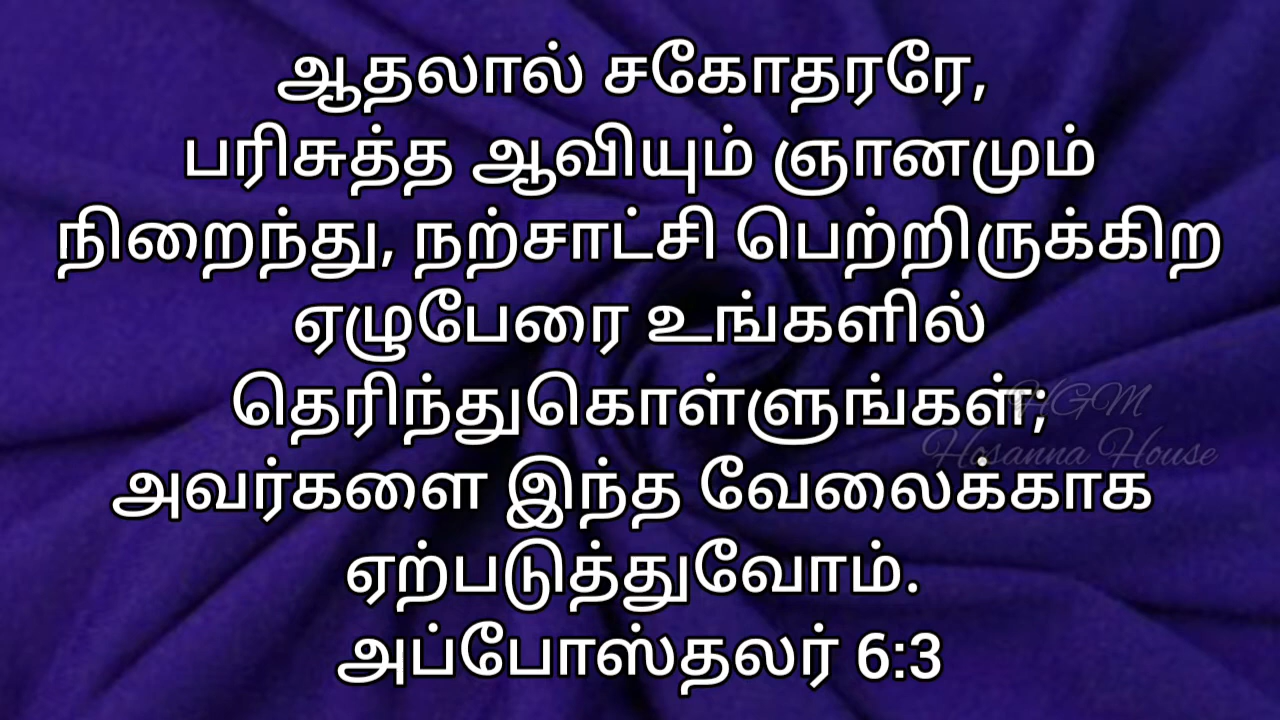 ஆதலால் சகோதரரே,
பரிசுத்த ஆவியும் ஞானமும்
நிறைந்து, நற்சாட்சி பெற்றிருக்கிற
ஏழுபேரை உங்களில்
தெரிந்துகொள்ளுங்கள்;
HGM
Hosanna House
அவர்களை இந்த வேலைக்காக
ஏற்படுத்துவோம்.
அப்போஸ்தலர் 6:3